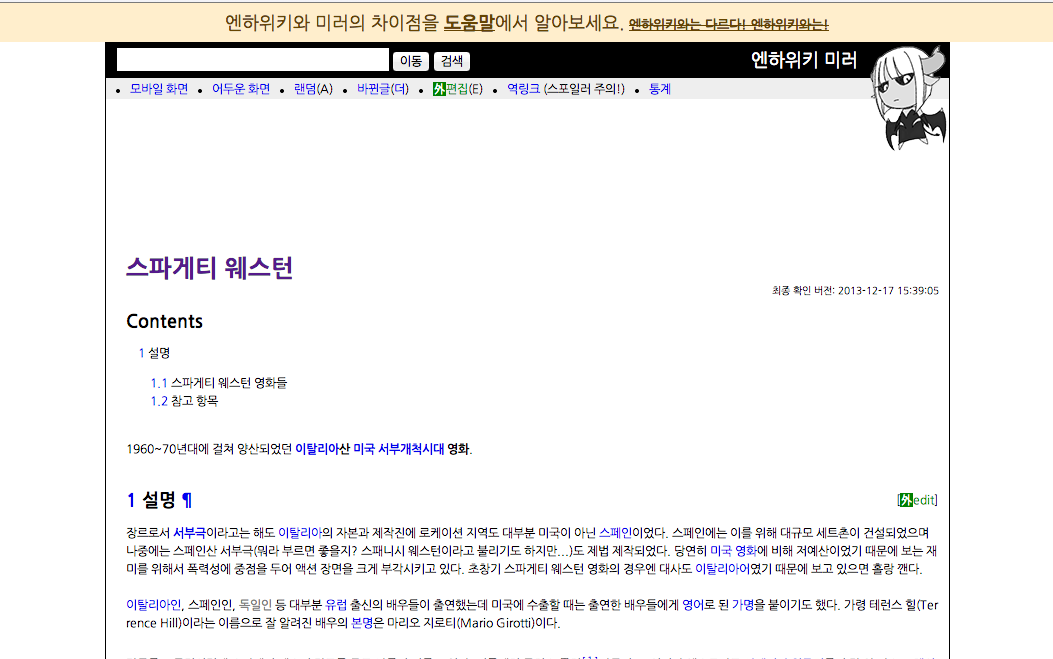 엔하위키와 미러의 차이점을 도움말에서 알아보세요. 엔하위키와는 다르다! 엔하위키와는!
이동 검색 엔하위키 미러
• 모바일 화면 • 어두운 화면 • 랜덤(A) • 바뀐글(더) • 外편집(E) • 역링크 (스포일러 주의!) • 통계
스파게티 웨스턴
최종 확인 버전: 2013-12-17 15:39:05
Contents
1 설명
1.1 스파게티 웨스턴 영화들
1.2 참고 항목
1960~70년대에 걸쳐 양산되었던 이탈리아산 미국 서부개척시대 영화.
1 설명 ¶ [外edit]
장르로서 서부극이라고는 해도 이탈리아의 자본과 제작진에 로케이션 지역도 대부분 미국이 아닌 스페인이었다. 스페인에는 이를 위해 대규모 세트촌이 건설되었으며
나중에는 스페인산 서부극(뭐라 부르면 좋을지? 스패니시 웨스턴이라고 불리기도 하지만...)도 제법 제작되었다. 당연히 미국 영화에 비해 저예산이었기 때문에 보는 재
미를 위해서 폭력성에 중점을 두어 액션 장면을 크게 부각시키고 있다. 초창기 스파게티 웨스턴 영화의 경우엔 대사도 이탈리아어였기 때문에 보고 있으면 홀랑 깬다.
이탈리아인, 스페인인, 독일인 등 대부분 유럽 출신의 배우들이 출연했는데 미국에 수출할 때는 출연한 배우들에게 영어로 된 가명을 붙이기도 했다. 가령 테런스 힐(Ter
rence Hill)이라는 이름으로 잘 알려진 배우의 본명은 마리오 지로티(Mario Girotti)이다.